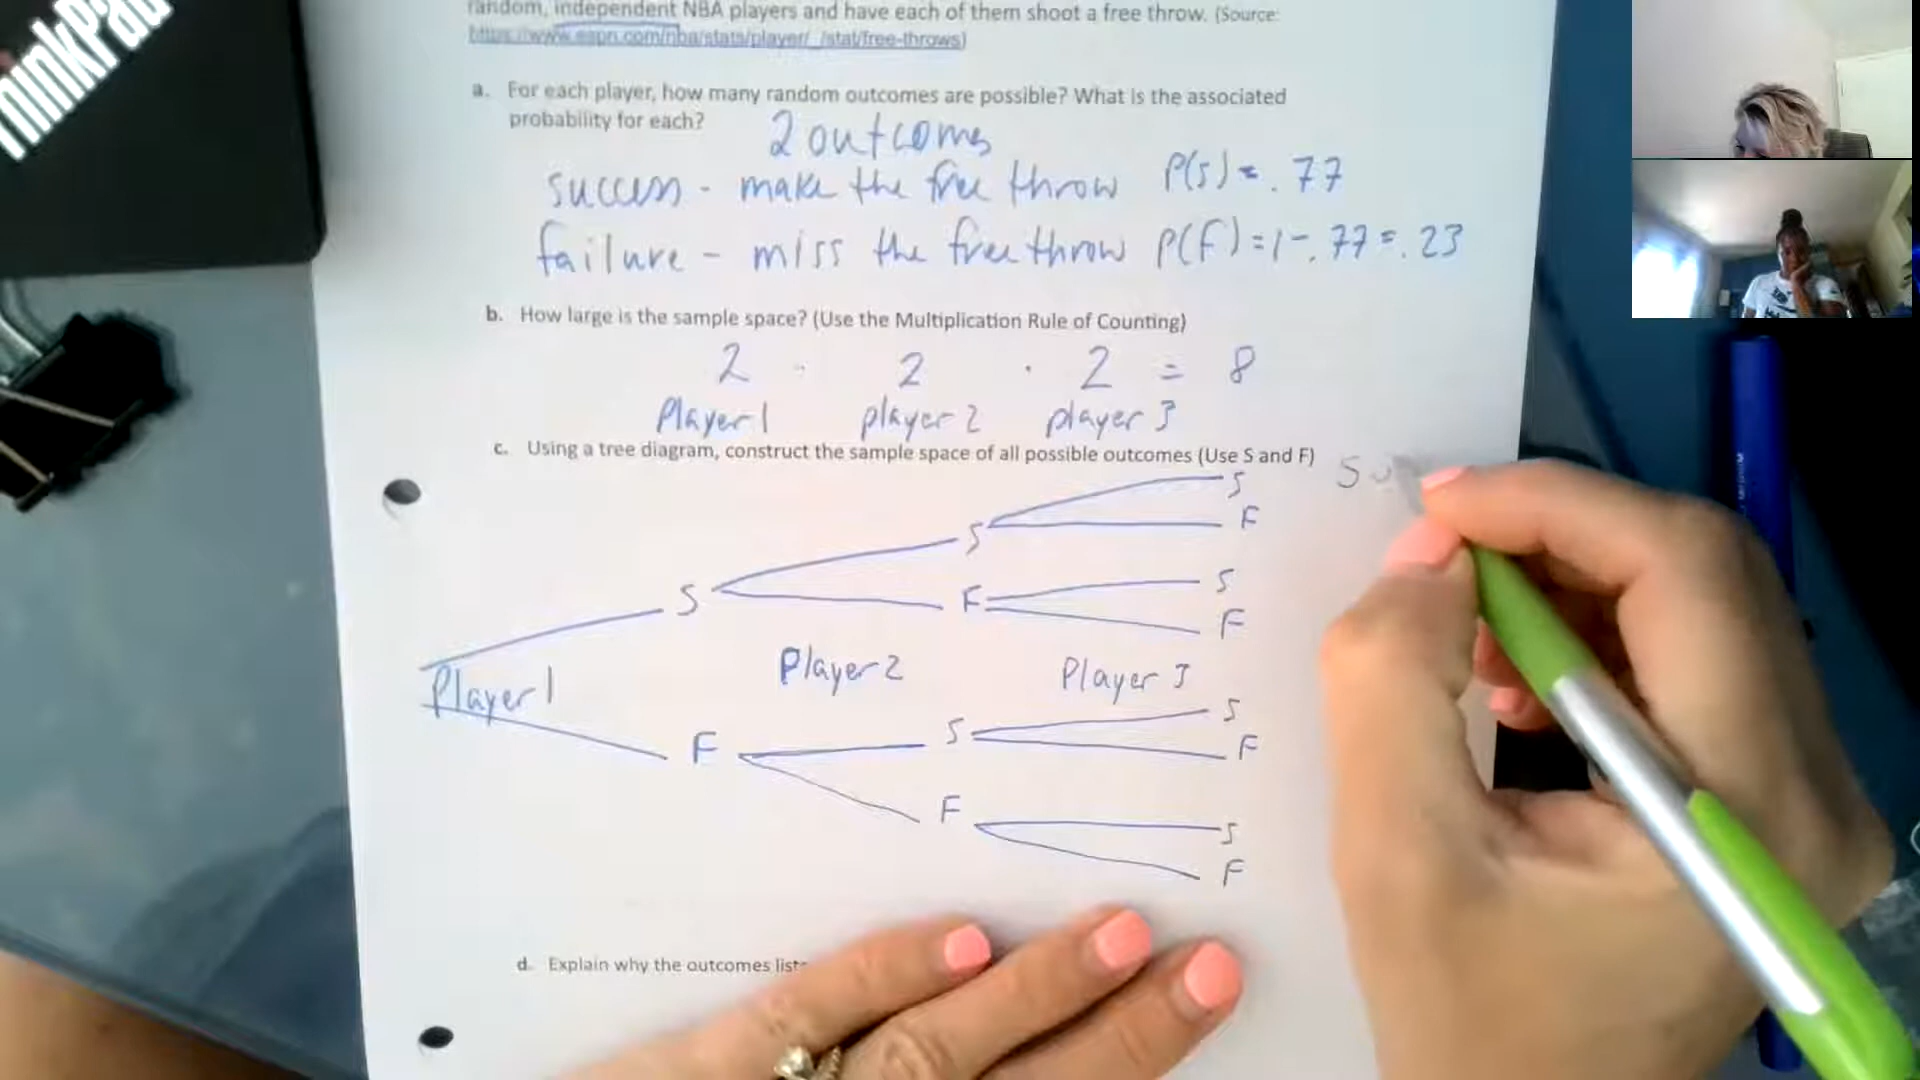 ThinkPad
random, independent NBA players and have each of them shoot a free throw. (Source:
https://www.espn.com/nba/stats/player/_/stat/free-throws)
a. For each player, how many random outcomes are possible? What is the associated
probability for each?
2 outcomes
success - make the free throw P(s) = .77
failure - miss the free throw P(F) = 1-.77 = .23
b. How large is the sample space? (Use the Multiplication Rule of Counting)
2 · 2 · 2 = 8
Player 1 player 2 player 3
c. Using a tree diagram, construct the sample space of all possible outcomes (Use S and F)
S
S
F
S
S
F
S
F
Player 1
Player 2
Player 3
S
S
F
F
F
S
F
d. Explain why the outcomes